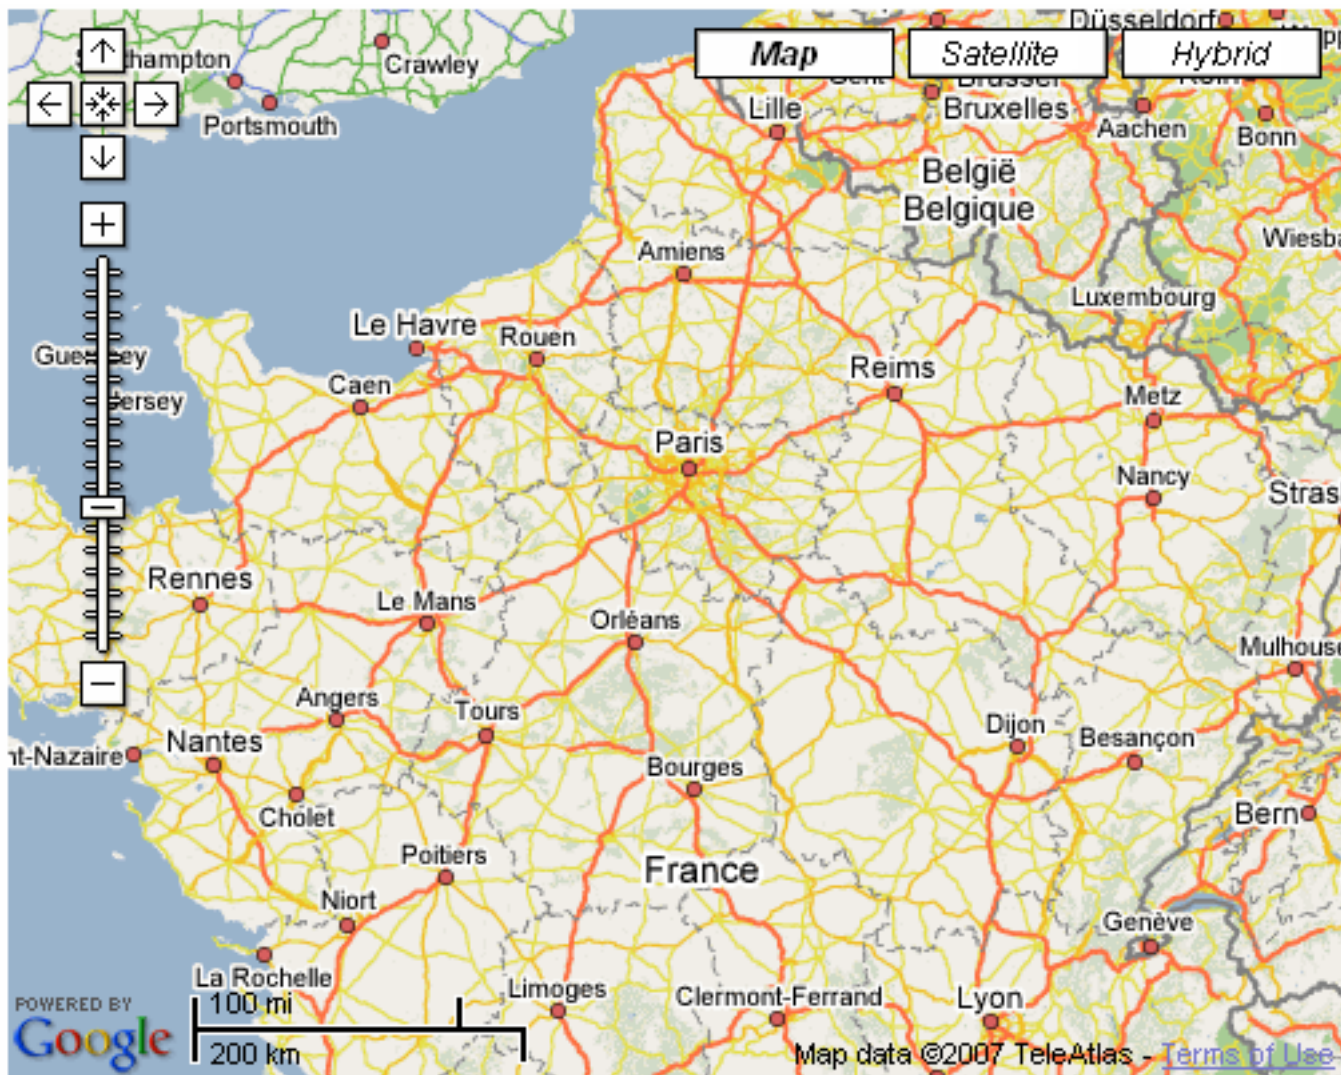 Düsseldorf
Map
Satellite
Hybrid
Crawley
Portsmouth
Lille
Bruxelles
Aachen
Bonn
België
Belgique
Amiens
Luxembourg
Le Havre
Rouen
Guernsey
Jersey
Caen
Reims
Metz
Paris
Nancy
Rennes
Le Mans
Orléans
Angers
Tours
Nantes
Dijon
Besançon
Bourges
Cholet
Bern
Poitiers
France
Niort
Genève
La Rochelle
Limoges
Clermont-Ferrand
Lyon
Mulhouse
POWERED BY
Google
100 mi
200 km
Map data ©2007 TeleAtlas - Terms of Use